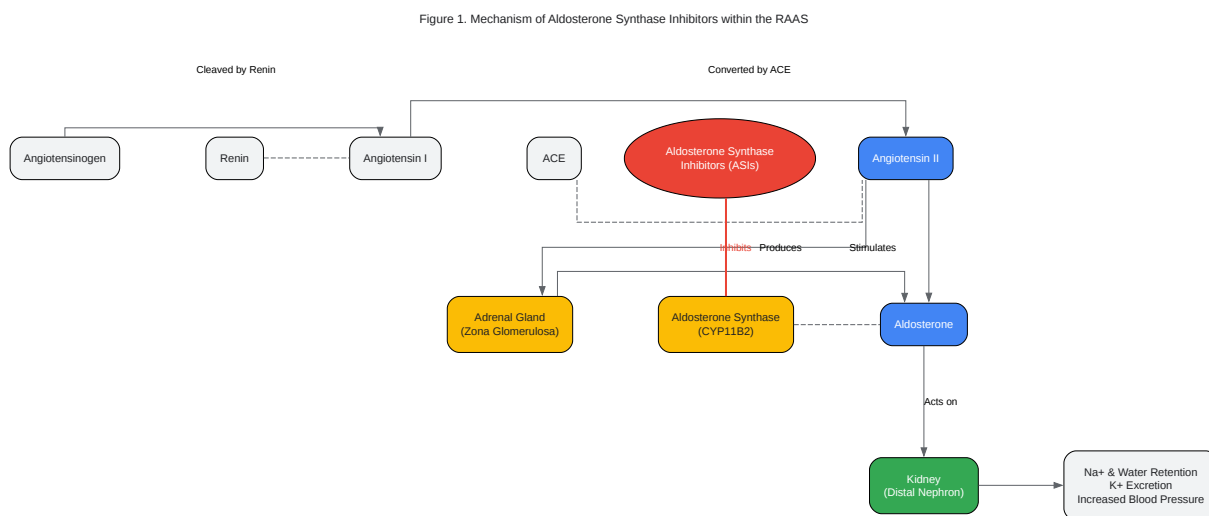 Figure 1. Mechanism of Aldosterone Synthase Inhibitors within the RAAS
Cleaved by Renin
Converted by ACE
Angiotensinogen
Renin
Angiotensin I
ACE
Aldosterone Synthase
Inhibitors (ASIs)
Angiotensin II
Inhibits
Produces
Stimulates
Adrenal Gland
(Zona Glomerulosa)
Aldosterone Synthase
(CYP11B2)
Aldosterone
Acts on
Kidney
(Distal Nephron)
Na+ & Water Retention
K+ Excretion
Increased Blood Pressure